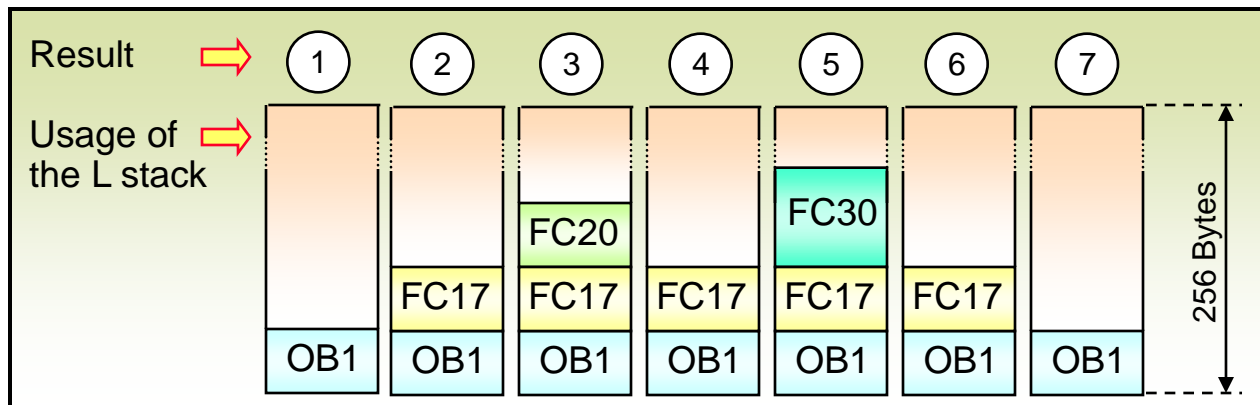 Result 1 2 3 4 5 6 7
Usage of
the L stack
FC30
FC20
FC17 FC17 FC17 FC17 FC17
OB1 OB1 OB1 OB1 OB1 OB1 OB1
256 Bytes